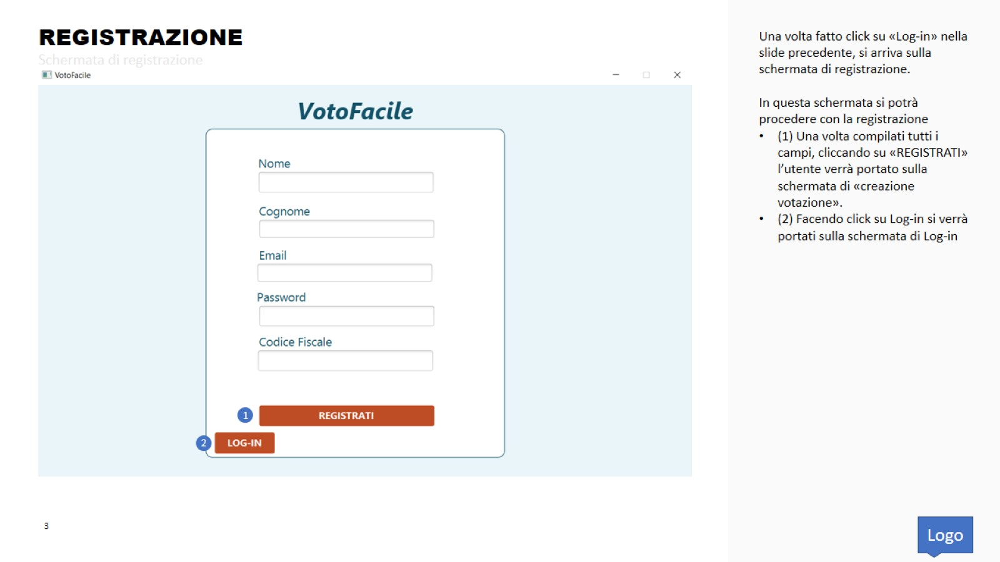 REGISTRAZIONE
Schermata di registrazione
VotoFacile
VotoFacile
Nome
Cognome
Email
Password
Codice Fiscale
1 REGISTRATI
2 LOG-IN
3
Una volta fatto click su «Log-in» nella
slide precedente, si arriva sulla
schermata di registrazione.
In questa schermata si potrà
procedere con la registrazione
• (1) Una volta compilati tutti i
campi, cliccando su «REGISTRATI»
l’utente verrà portato sulla
schermata di «creazione
votazione».
• (2) Facendo click su Log-in si verrà
portati sulla schermata di Log-in
Logo